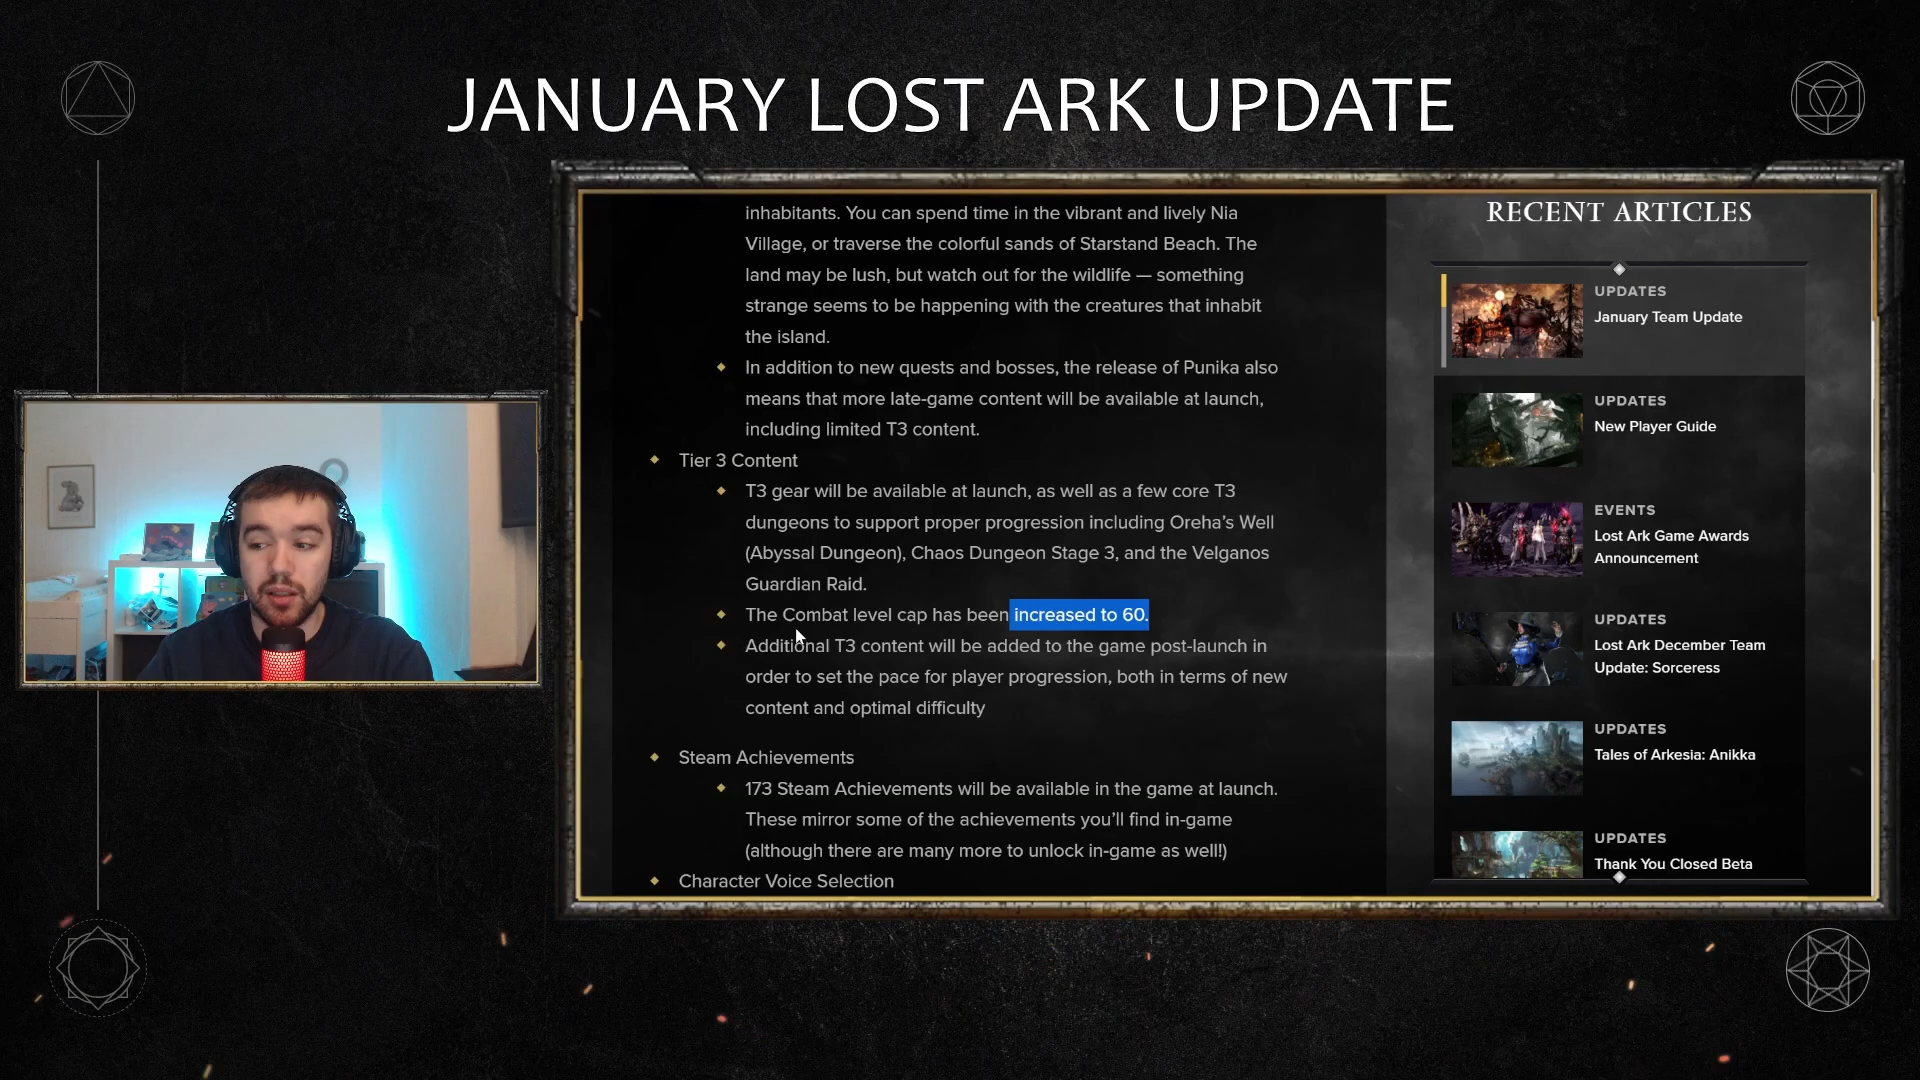 JANUARY LOST ARK UPDATE
inhabitants. You can spend time in the vibrant and lively Nia
Village, or traverse the colorful sands of Starstand Beach. The
land may be lush, but watch out for the wildlife — something
strange seems to be happening with the creatures that inhabit
the island.
In addition to new quests and bosses, the release of Punika also
means that more late-game content will be available at launch,
including limited T3 content.
Tier 3 Content
T3 gear will be available at launch, as well as a few core T3
dungeons to support proper progression including Oreha’s Well
(Abyssal Dungeon), Chaos Dungeon Stage 3, and the Velganos
Guardian Raid.
The Combat level cap has been increased to 60.
Additional T3 content will be added to the game post-launch in
order to set the pace for player progression, both in terms of new
content and optimal difficulty
Steam Achievements
173 Steam Achievements will be available in the game at launch.
These mirror some of the achievements you’ll find in-game
(although there are many more to unlock in-game as well!)
Character Voice Selection
RECENT ARTICLES
UPDATES
January Team Update
UPDATES
New Player Guide
EVENTS
Lost Ark Game Awards
Announcement
UPDATES
Lost Ark December Team
Update: Sorceress
UPDATES
Tales of Arkesia: Anikka
UPDATES
Thank You Closed Beta